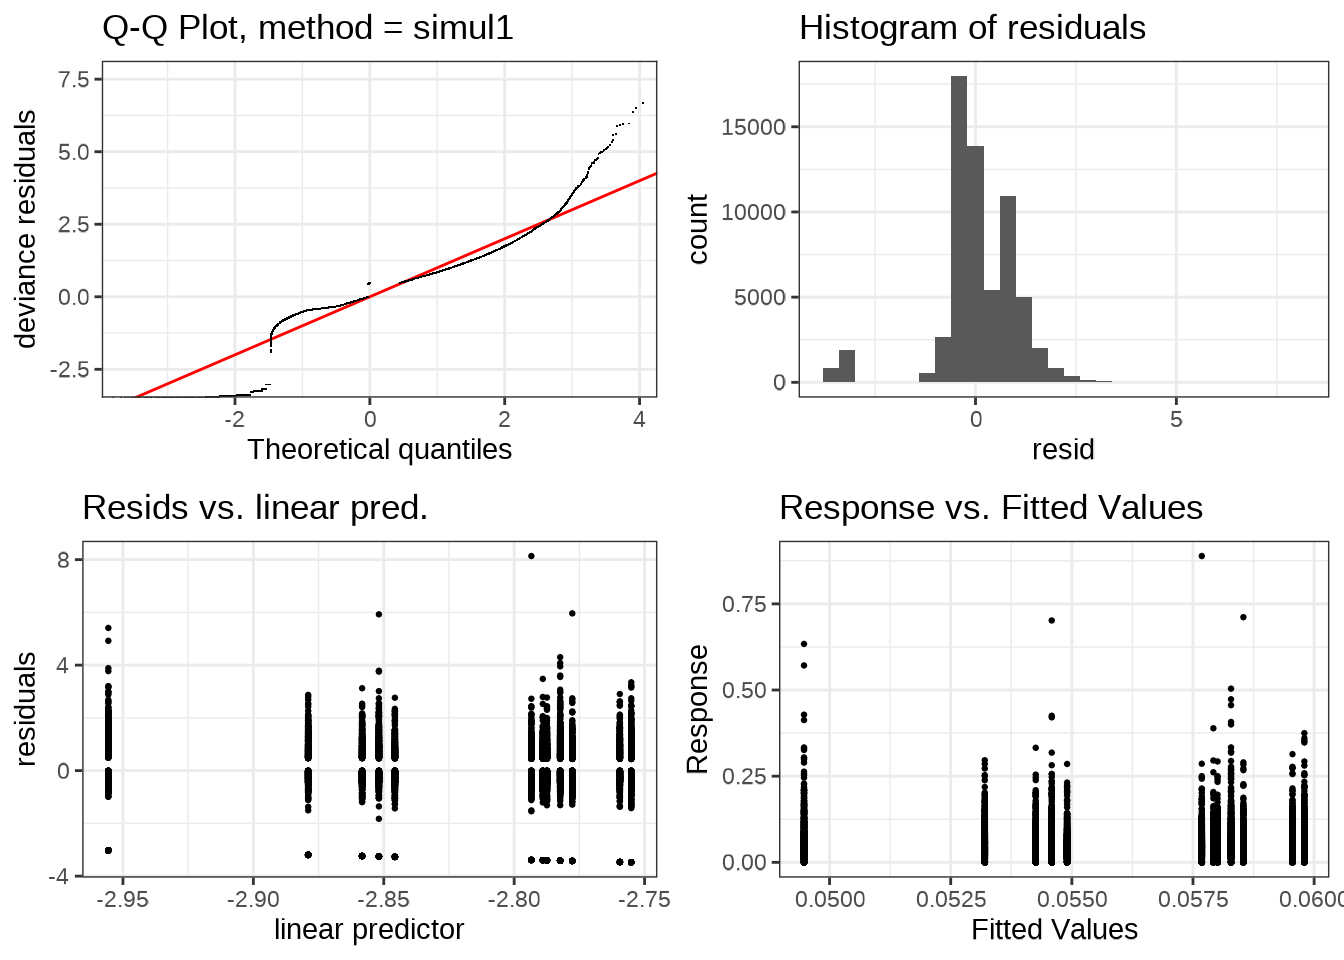 Q-Q Plot, method = simul1
7.5
5.0
2.5
0.0
-2.5
deviance residuals
-2
0
2
4
Theoretical quantiles
Histogram of residuals
15000
10000
5000
0
count
0
5
resid
Resids vs. linear pred.
8
4
0
-4
residuals
-2.95
-2.90
-2.85
-2.80
-2.75
linear predictor
Response vs. Fitted Values
0.75
0.50
0.25
0.00
Response
0.0500
0.0525
0.0550
0.0575
0.060
Fitted Values